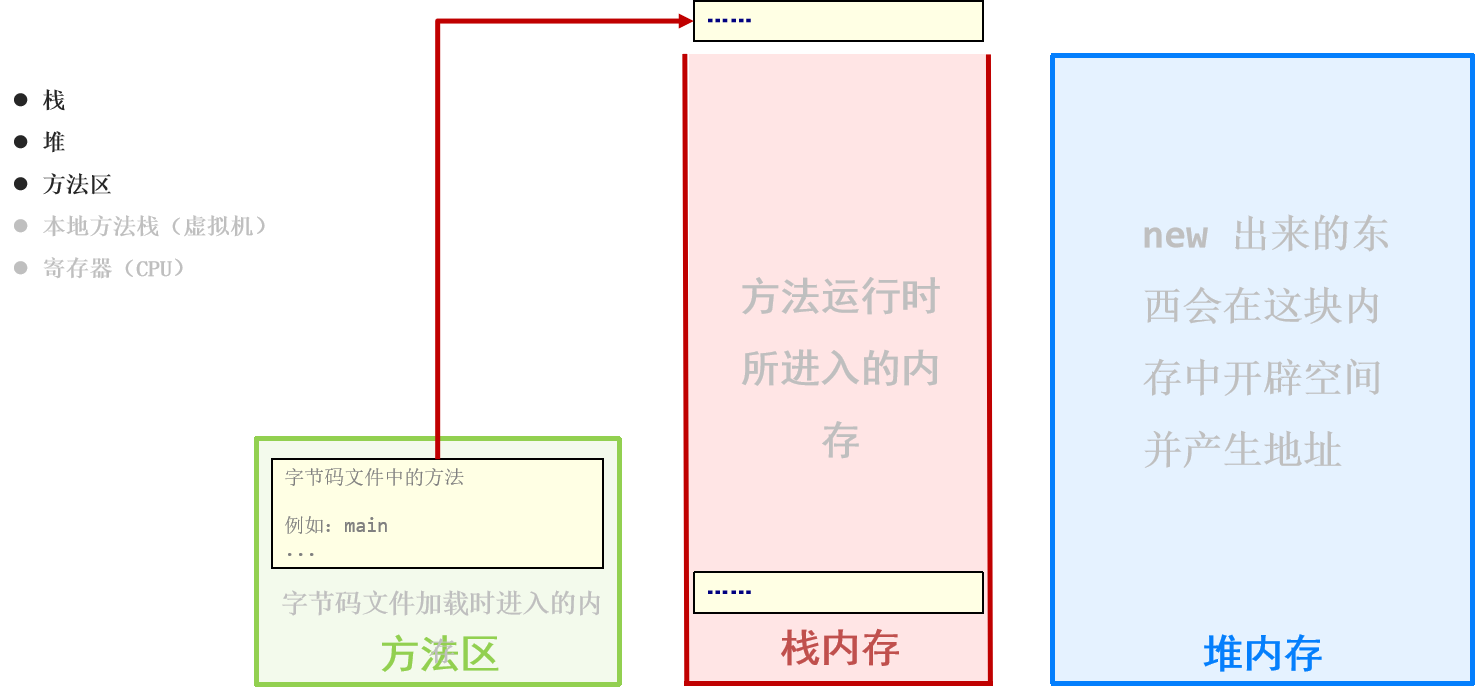 ······
栈
堆
方法区
本地方法栈（虚拟机）
寄存器（CPU）
new 出来的东
西会在这块内
存中开辟空间
并产生地址
方法运行时
所进入的内
存
字节码文件中的方法
例如：main
...
······
字节码文件加载时进入的内
存
方法区
栈内存
堆内存